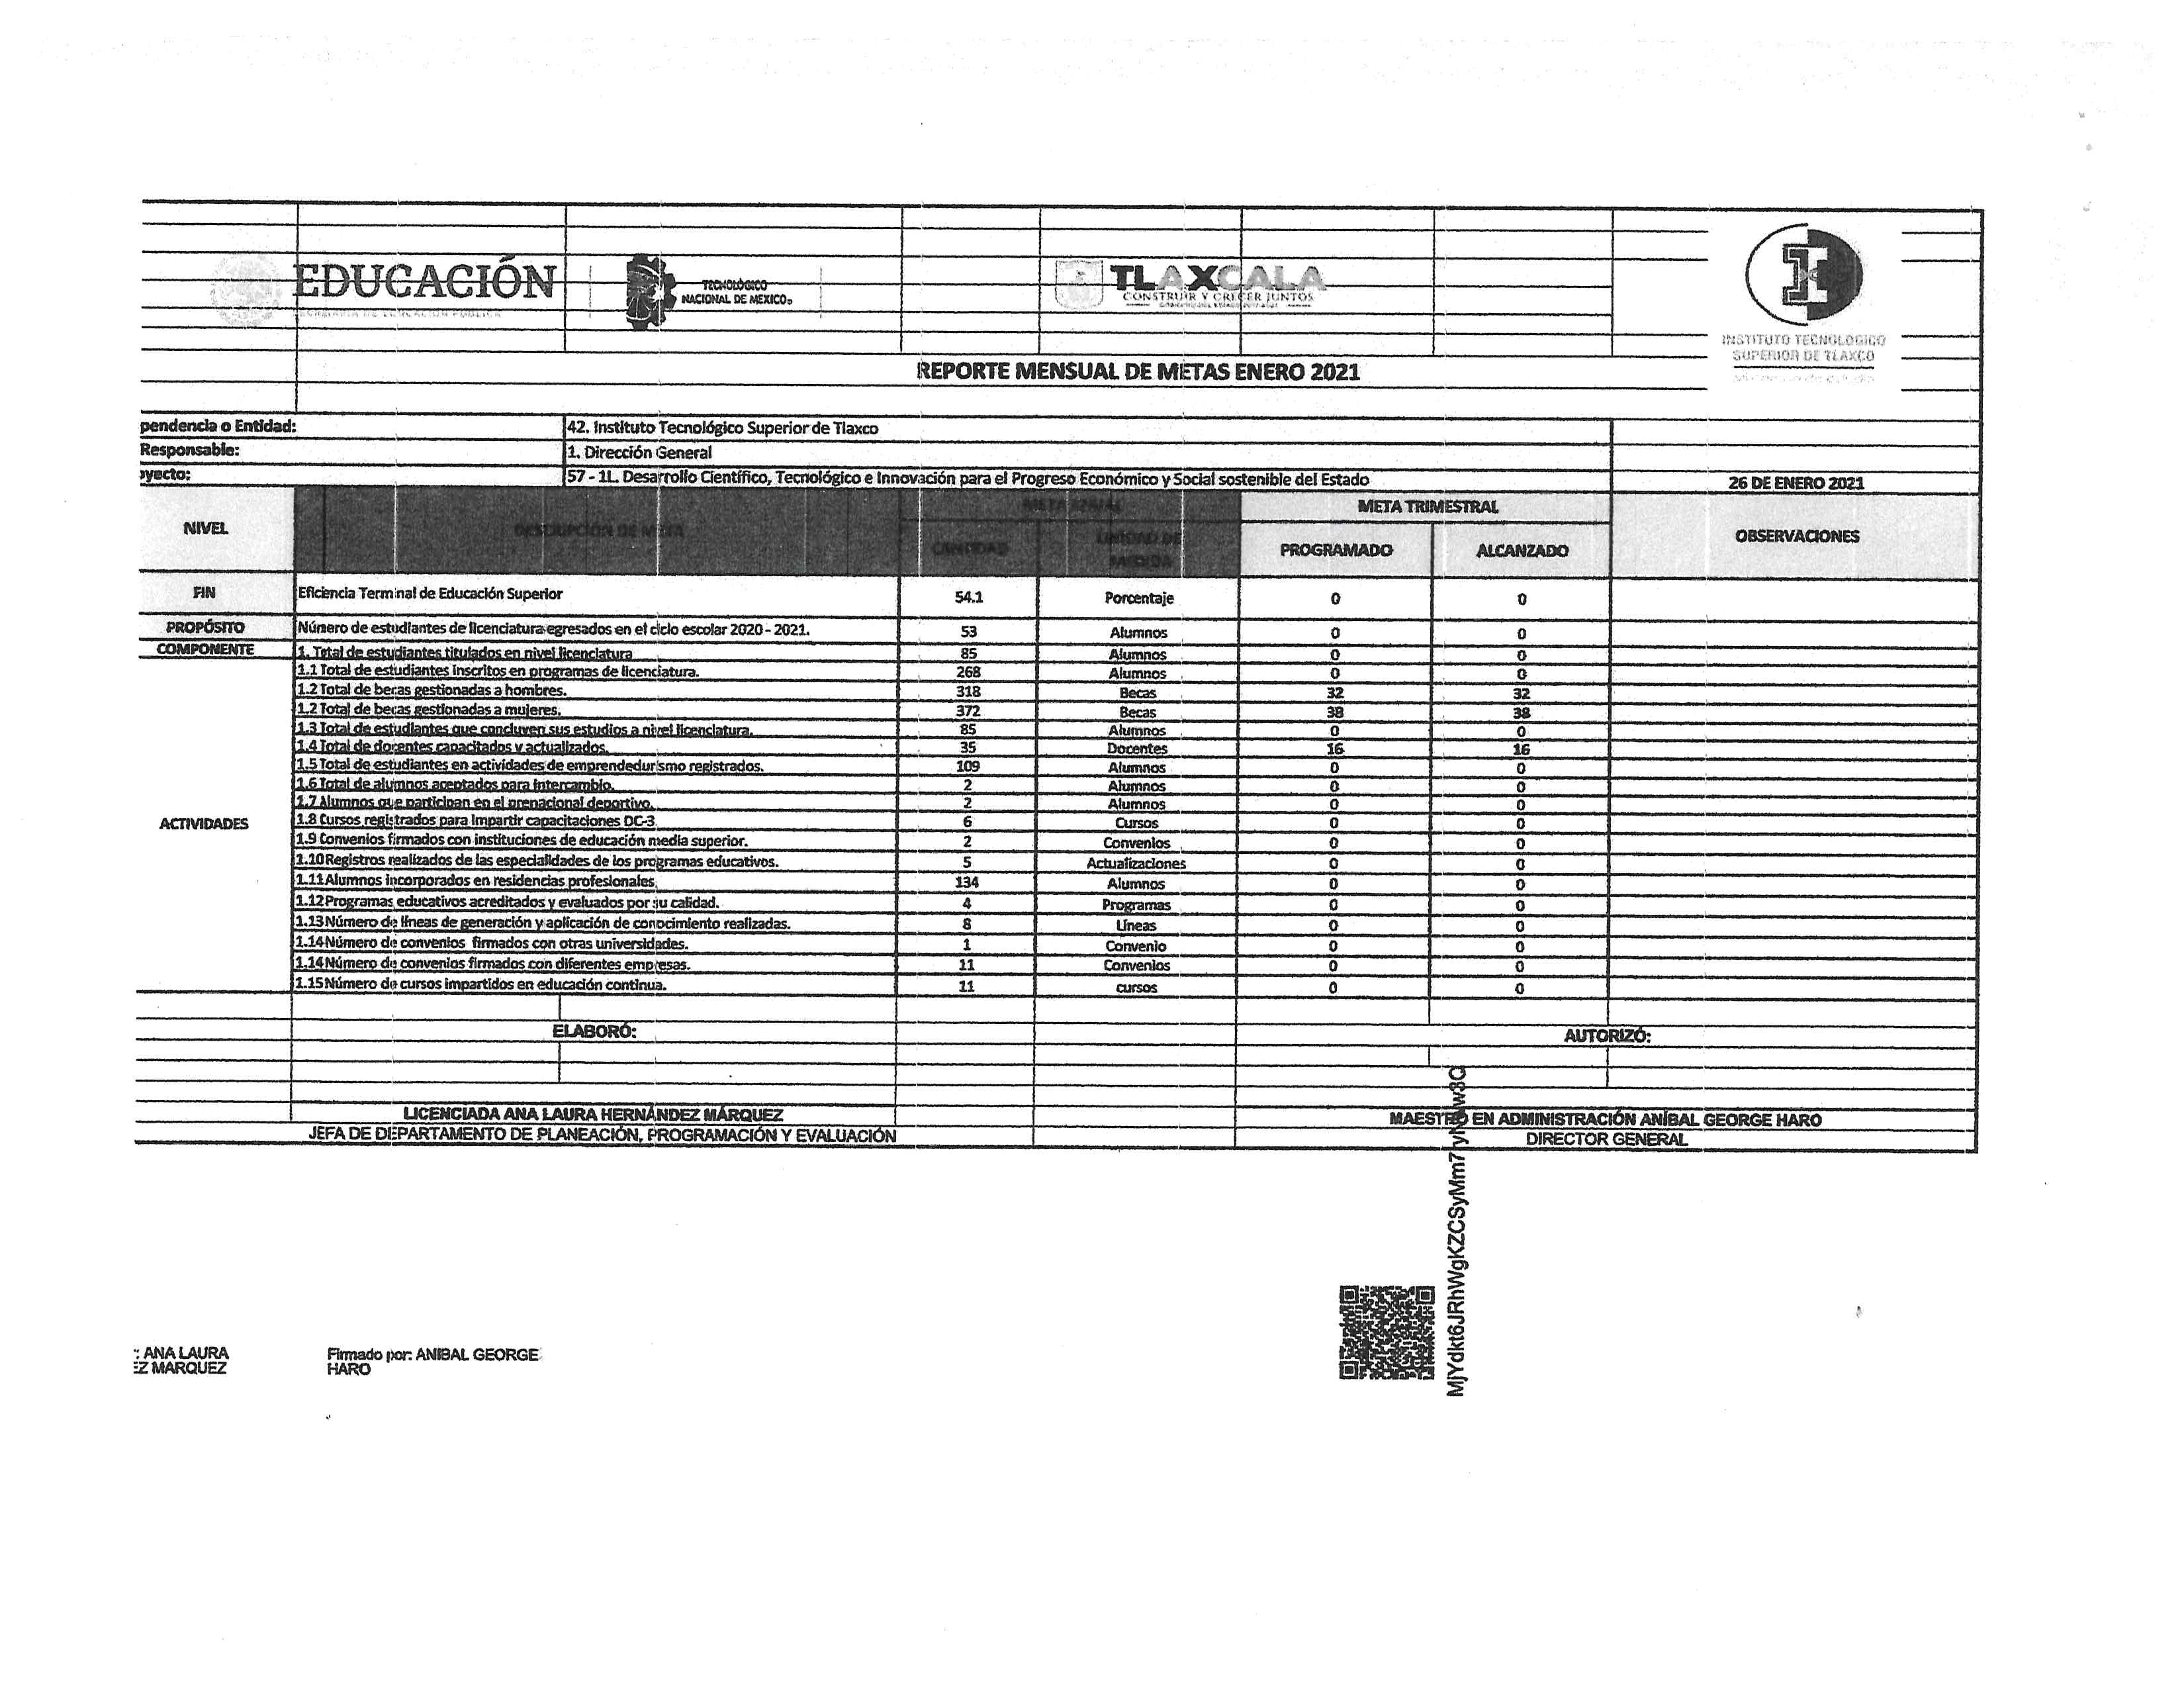 EDUCACIÓN
SECRETARÍA DE EDUCACIÓN PÚBLICA
TECNOLÓGICO
NACIONAL DE MEXICO
TLAXCALA
CONSTRUIR Y CRECER JUNTOS
INSTITUTO TECNOLOGICO
SUPERIOR DE TLAXCO
REPORTE MENSUAL DE METAS ENERO 2021
pendencia o Entidad: 42. Instituto Tecnológico Superior de Tlaxco
Responsable: 1. Dirección General
oyecto: 57 - 1L. Desarrollo Científico, Tecnológico e Innovación para el Progreso Económico y Social sostenible del Estado 26 DE ENERO 2021
NIVEL DESCRIPCIÓN DE META META ANUAL META TRIMESTRAL OBSERVACIONES
CANTIDAD UNIDAD DE MEDIDA PROGRAMADO ALCANZADO
FIN Eficiencia Terminal de Educación Superior 54.1 Porcentaje 0 0
PROPÓSITO Número de estudiantes de licenciatura egresados en el ciclo escolar 2020 - 2021. 53 Alumnos 0 0
COMPONENTE 1. Total de estudiantes titulados en nivel licenciatura 85 Alumnos 0 0
1.1 Total de estudiantes inscritos en programas de licenciatura. 268 Alumnos 0 0
1.2 Total de becas gestionadas a hombres. 318 Becas 32 32
1.2 Total de becas gestionadas a mujeres. 372 Becas 38 38
1.3 Total de estudiantes que concluyen sus estudios a nivel licenciatura. 85 Alumnos 0 0
1.4 Total de docentes capacitados y actualizados. 35 Docentes 16 16
1.5 Total de estudiantes en actividades de emprendedurismo registrados. 109 Alumnos 0 0
1.6 Total de alumnos aceptados para intercambio. 2 Alumnos 0 0
1.7 Alumnos que participan en el prenacional deportivo. 2 Alumnos 0 0
ACTIVIDADES 1.8 Cursos registrados para Impartir capacitaciones DC-3 6 Cursos 0 0
1.9 Convenios firmados con instituciones de educación media superior. 2 Convenios 0 0
1.10 Registros realizados de las especialidades de los programas educativos. 5 Actualizaciones 0 0
1.11 Alumnos incorporados en residencias profesionales. 134 Alumnos 0 0
1.12 Programas educativos acreditados y evaluados por su calidad. 4 Programas 0 0
1.13 Número de líneas de generación y aplicación de conocimiento realizadas. 8 Líneas 0 0
1.14 Número de convenios firmados con otras universidades. 1 Convenio 0 0
1.14 Número de convenios firmados con diferentes empresas. 11 Convenios 0 0
1.15 Número de cursos impartidos en educación continua. 11 cursos 0 0
ELABORÓ: AUTORIZÓ:
LICENCIADA ANA LAURA HERNÁNDEZ MÁRQUEZ MAESTRO EN ADMINISTRACIÓN ANÍBAL GEORGE HARO
JEFA DE DEPARTAMENTO DE PLANEACIÓN, PROGRAMACIÓN Y EVALUACIÓN DIRECTOR GENERAL
: ANA LAURA
EZ MARQUEZ
Firmado por: ANIBAL GEORGE
HARO